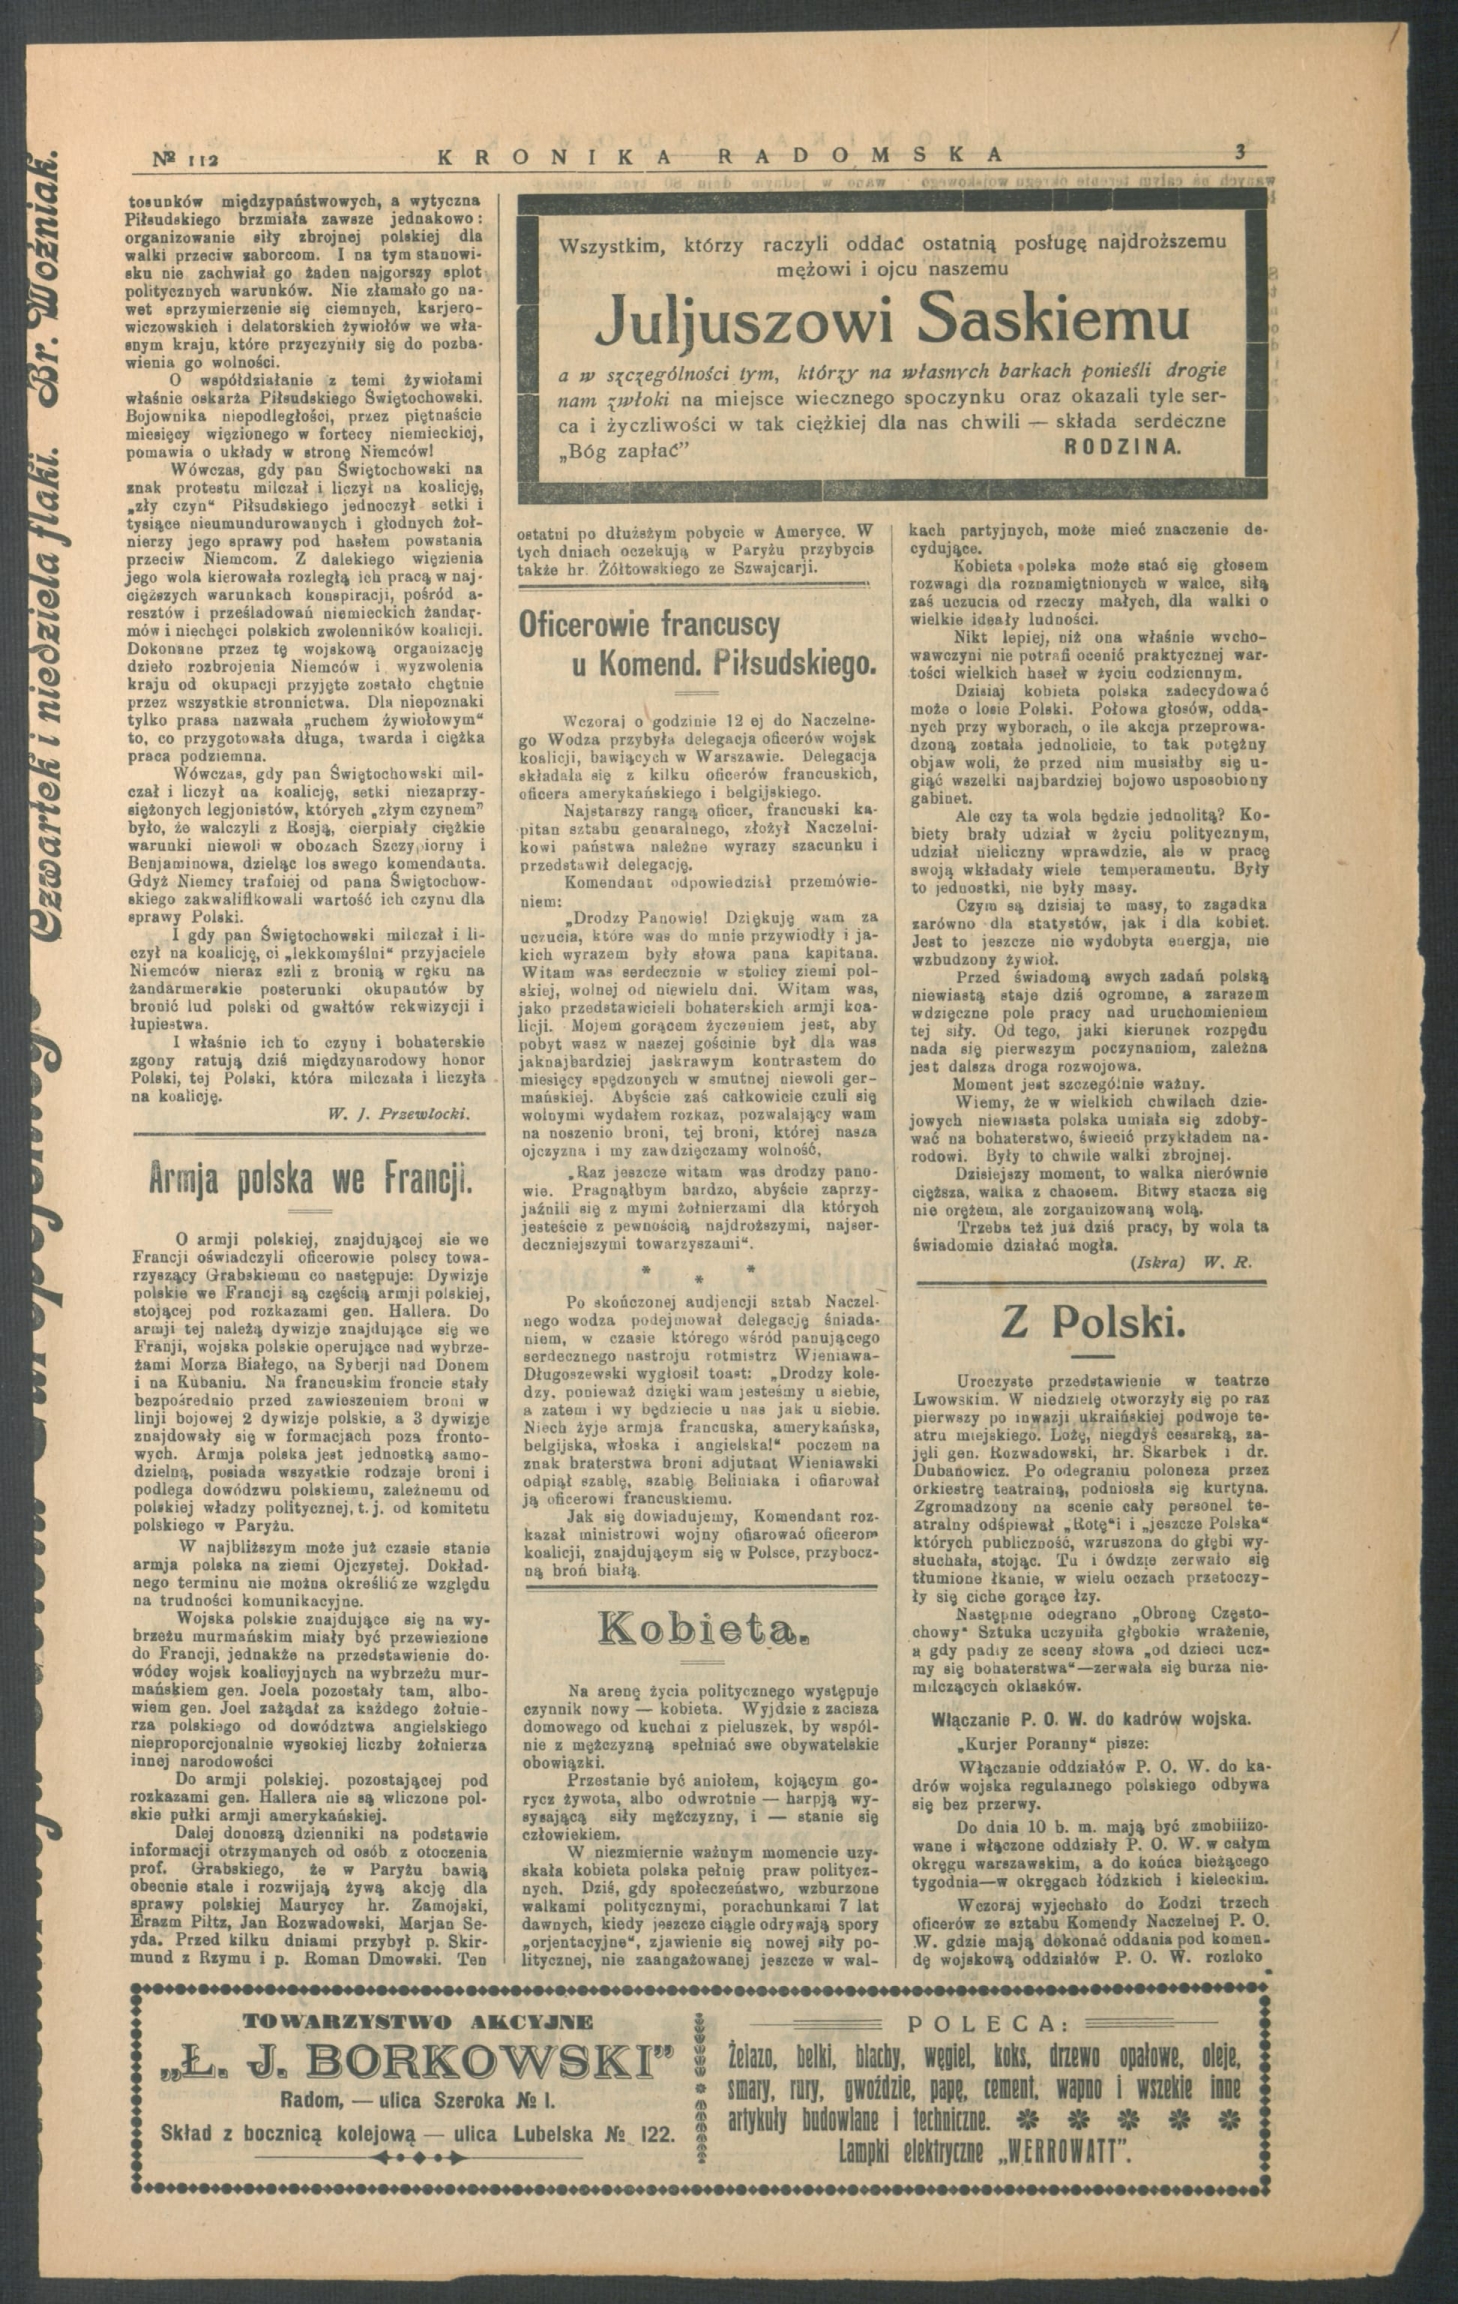 № 112
KRONIKA RADOMSKA
3
tosunków międzypaństwowych, a wytyczna
Piłsudskiego brzmiała zawsze jednakowo:
organizowanie siły zbrojnej polskiej dla
walki przeciw zaborcom. I na tym stanowi-
sku nie zachwiał go żaden najgorszy splot
politycznych warunków. Nie złamało go na-
wet sprzymierzenie się ciemnych, karjero-
wiczowskich i delatorskich żywiołów we wła-
snym kraju, które przyczyniły się do pozba-
wienia go wolności.
O współdziałanie z temi żywiołami
właśnie oskarża Piłsudskiego Świętochowski.
Bojownika niepodległości, przez piętnaście
miesięcy więzionego w fortecy niemieckiej,
pomawia o układy w stronę Niemców!
Wówczas, gdy pan Świętochowski na
znak protestu milczał i liczył na koalicję,
„zły czyn“ Piłsudskiego jednoczył setki i
tysiące nieumundurowanych i głodnych żoł-
nierzy jego sprawy pod hasłem powstania
przeciw Niemcom. Z dalekiego więzienia
jego wola kierowała rozległą ich pracą w naj-
cięższych warunkach konspiracji, pośród a-
resztów i prześladowań niemieckich żandar-
mów i niechęci polskich zwolenników koalicji.
Dokonane przez tę wojskową organizację
dzieło rozbrojenia Niemców i wyzwolenia
kraju od okupacji przyjęte zostało chętnie
przez wszystkie stronnictwa. Dla niepoznaki
tylko prasa nazwała „ruchem żywiołowym“
to, co przygotowała długa, twarda i ciężka
praca podziemna.
Wówczas, gdy pan Świętochowski mil-
czał i liczył na koalicję, setki niezaprzy-
siężonych legjonistów, których „złym czynem”
było, że walczyli z Rosją, cierpiały ciężkie
warunki niewoli w obozach Szczypiorny i
Benjaminowa, dzieląc los swego komendanta.
Gdyż Niemcy trafniej od pana Świętochow-
skiego zakwalifikowali wartość ich czynu dla
sprawy Polski.
I gdy pan Świętochowski milczał i li-
czył na koalicję, ci „lekkomyślni“ przyjaciele
Niemców nieraz szli z bronią w ręku na
żandarmerskie posterunki okupantów by
bronić lud polski od gwałtów rekwizycji i
łupiestwa.
I właśnie ich to czyny i bohaterskie
zgony ratują dziś międzynarodowy honor
Polski, tej Polski, która milczała i liczyła
na koalicję.
W. J. Przewłocki.
Armja polska we Francji.
O armji polskiej, znajdującej sie we
Francji oświadczyli oficerowie polscy towa-
rzyszący Grabskiemu co następuje: Dywizje
polskie we Francji są częścią armji polskiej,
stojącej pod rozkazami gen. Hallera. Do
armji tej należą dywizje znajdujące się we
Franji, wojska polskie operujące nad wybrze-
żami Morza Białego, na Syberji nad Donem
i na Kubaniu. Na francuskim froncie stały
bezpośrednio przed zawieszeniem broni w
linji bojowej 2 dywizje polskie, a 3 dywizje
znajdowały się w formacjach poza fronto-
wych. Armja polska jest jednostką samo-
dzielną, posiada wszystkie rodzaje broni i
podlega dowództwu polskiemu, zależnemu od
polskiej władzy politycznej, t. j. od komitetu
polskiego w Paryżu.
W najbliższym może już czasie stanie
armja polska na ziemi Ojczystej. Dokład-
nego terminu nie można określić ze względu
na trudności komunikacyjne.
Wojska polskie znajdujące się na wy-
brzeżu murmańskim miały być przewiezione
do Francji, jednakże na przedstawienie do-
wódcy wojsk koalicyjnych na wybrzeżu mur-
mańskiem gen. Joela pozostały tam, albo-
wiem gen. Joel zażądał za każdego żołnie-
rza polskiego od dowództwa angielskiego
nieproporcjonalnie wysokiej liczby żołnierza
innej narodowości
Do armji polskiej. pozostającej pod
rozkazami gen. Hallera nie są wliczone pol-
skie pułki armji amerykańskiej.
Dalej donoszą dzienniki na podstawie
informacji otrzymanych od osób z otoczenia
prof. Grabskiego, że w Paryżu bawią
obecnie stale i rozwijają żywą akcję dla
sprawy polskiej Maurycy hr. Zamojski,
Erazm Piltz, Jan Rozwadowski, Marjan Se-
yda. Przed kilku dniami przybył p. Skir-
mund z Rzymu i p. Roman Dmowski. Ten
Wszystkim, którzy raczyli oddać ostatnią posługę najdroższemu
mężowi i ojcu naszemu
Juljuszowi Saskiemu
a w szczególności tym, którzy na własnych barkach ponieśli drogie
nam zwłoki na miejsce wiecznego spoczynku oraz okazali tyle ser-
ca i życzliwości w tak ciężkiej dla nas chwili — składa serdeczne
„Bóg zapłać”
RODZINA.
ostatni po dłuższym pobycie w Ameryce. W
tych dniach oczekują w Paryżu przybycia
także hr. Żółtowskiego ze Szwajcarji.
Oficerowie francuscy
u Komend. Piłsudskiego.
Wczoraj o godzinie 12 ej do Naczelne-
go Wodza przybyła delegacja oficerów wojsk
koalicji, bawiących w Warszawie. Delegacja
składała się z kilku oficerów francuskich,
oficera amerykańskiego i belgijskiego.
Najstarszy rangą oficer, francuski ka-
pitan sztabu genaralnego, złożył Naczelni-
kowi państwa należne wyrazy szacunku i
przedstawił delegację.
Komendant odpowiedział przemówie-
niem:
„Drodzy Panowie! Dziękuję wam za
uczucia, które was do mnie przywiodły i ja-
kich wyrazem były słowa pana kapitana.
Witam was serdecznie w stolicy ziemi pol-
skiej, wolnej od niewielu dni. Witam was,
jako przedstawicieli bohaterskich armji koa-
licji. Mojem gorącem życzeniem jest, aby
pobyt wasz w naszej gościnie był dla was
jaknajbardziej jaskrawym kontrastem do
miesięcy spędzonych w smutnej niewoli ger-
mańskiej. Abyście zaś całkowicie czuli się
wolnymi wydałem rozkaz, pozwalający wam
na noszenio broni, tej broni, której nasza
ojczyzna i my zawdzięczamy wolność,
„Raz jeszcze witam was drodzy pano-
wie. Pragnąłbym bardzo, abyście zaprzy-
jaźnili się z mymi żołnierzami dla których
jesteście z pewnością najdroższymi, najser-
deczniejszymi towarzyszami“.
* * *
Po skończonej audjencji sztab Naczel-
nego wodza podejmował delegację śniada-
niem, w czasie którego wśród panującego
serdecznego nastroju rotmistrz Wieniawa-
Długoszewski wygłosił toast: „Drodzy kole-
dzy. ponieważ dzięki wam jesteśmy u siebie,
a zatem i wy będziecie u nas jak u siebie.
Niech żyje armja francuska, amerykańska,
belgijska, włoska i angielska!“ poczem na
znak braterstwa broni adjutant Wieniawski
odpiął szablę, szablę Beliniaka i ofiarował
ją oficerowi francuskiemu.
Jak się dowiadujemy, Komendant roz-
kazał ministrowi wojny ofiarować oficerom
koalicji, znajdującym się w Polsce, przybocz-
ną broń białą.
Kobieta.
Na arenę życia politycznego występuje
czynnik nowy — kobieta. Wyjdzie z zacisza
domowego od kuchni z pieluszek, by wspól-
nie z mężczyzną spełniać swe obywatelskie
obowiązki.
Przestanie być aniołem, kojącym go-
rycz żywota, albo odwrotnie — harpją wy-
sysającą siły mężczyzny, i — stanie się
człowiekiem.
W niezmiernie ważnym momencie uzy-
skała kobieta polska pełnię praw politycz-
nych. Dziś, gdy społeczeństwo, wzburzone
walkami politycznymi, porachunkami 7 lat
dawnych, kiedy jeszcze ciągle odrywają spory
„orjentacyjne“, zjawienie się nowej siły po-
litycznej, nie zaangażowanej jeszcze w wal-
kach partyjnych, może mieć znaczenie de-
cydujące.
Kobieta polska może stać się głosem
rozwagi dla roznamiętnionych w walce, siłą
zaś uczucia od rzeczy małych, dla walki o
wielkie ideały ludności.
Nikt lepiej, niż ona właśnie wycho-
wawczyni nie potrafi ocenić praktycznej war-
tości wielkich haseł w życiu codziennym.
Dzisiaj kobieta polska zadecydować
może o losie Polski. Połowa głosów, odda-
nych przy wyborach, o ile akcja przeprowa-
dzoną została jednolicie, to tak potężny
objaw woli, że przed nim musiałby się u-
giąć wszelki najbardziej bojowo usposobiony
gabinet.
Ale czy ta wola będzie jednolitą? Ko-
biety brały udział w życiu politycznym,
udział nieliczny wprawdzie, ale w pracę
swoją wkładały wiele temperamentu. Były
to jednostki, nie były masy.
Czym są dzisiaj te masy, to zagadka
zarówno dla statystów, jak i dla kobiet.
Jest to jeszcze nie wydobyta energja, nie
wzbudzony żywioł.
Przed świadomą swych zadań polską
niewiastą staje dziś ogromne, a zarazem
wdzięczne pole pracy nad uruchomieniem
tej siły. Od tego, jaki kierunek rozpędu
nada się pierwszym poczynaniom, zależna
jest dalsza droga rozwojowa.
Moment jest szczególnie ważny.
Wiemy, że w wielkich chwilach dzie-
jowych niewiasta polska umiała się zdoby-
wać na bohaterstwo, świecić przykładem na-
rodowi. Były to chwile walki zbrojnej.
Dzisiejszy moment, to walka nierównie
cięższa, walka z chaosem. Bitwy stacza się
nie orężem, ale zorganizowaną wolą.
Trzeba też już dziś pracy, by wola ta
świadomie działać mogła.
(Iskra) W. R.
Z Polski.
Uroczyste przedstawienie w teatrze
Lwowskim. W niedzielę otworzyły się po raz
pierwszy po inwazji ukraińskiej podwoje te-
atru miejskiego. Lożę, niegdyś cesarską, za-
jęli gen. Rozwadowski, hr. Skarbek i dr.
Dubanowicz. Po odegraniu poloneza przez
orkiestrę teatralną, podniosła się kurtyna.
Zgromadzony na scenie cały personel te-
atralny odśpiewał „Rotę“i i „jeszcze Polska“
których publiczność, wzruszona do głębi wy-
słuchała, stojąc. Tu i ówdzie zerwało się
tłumione łkanie, w wielu oczach przetoczy-
ły się ciche gorące łzy.
Następnie odegrano „Obronę Często-
chowy“ Sztuka uczyniła głębokie wrażenie,
a gdy padły ze sceny słowa „od dzieci ucz-
my się bohaterstwa“—zerwała się burza nie-
milczących oklasków.
Włączanie P. O. W. do kadrów wojska.
„Kurjer Poranny“ pisze:
Włączanie oddziałów P. O. W. do ka-
drów wojska regularnego polskiego odbywa
się bez przerwy.
Do dnia 10 b. m. mają być zmobilizo-
wane i włączone oddziały P. O. W. w całym
okręgu warszawskim, a do końca bieżącego
tygodnia—w okręgach łódzkich i kieleckim.
Wczoraj wyjechało do Łodzi trzech
oficerów ze sztabu Komendy Naczelnej P. O.
W. gdzie mają dokonać oddania pod komen-
dę wojskową oddziałów P. O. W. rozloko
TOWARZYSTWO AKCYJNE
„Ł. J. BORKOWSKI”
Radom, — ulica Szeroka № 1.
Skład z bocznicą kolejową — ulica Lubelska № 122.
POLECA:
Żelazo, belki, blachy, węgiel, koks, drzewo opałowe, oleje,
smary, rury, gwoździe, papę, cement, wapno i wszekie inne
artykuły budowlane i techniczne.
Lampki elektryczne „WERROWATT”.
Czwartek i niedziela flaki. Br. Woźniak.